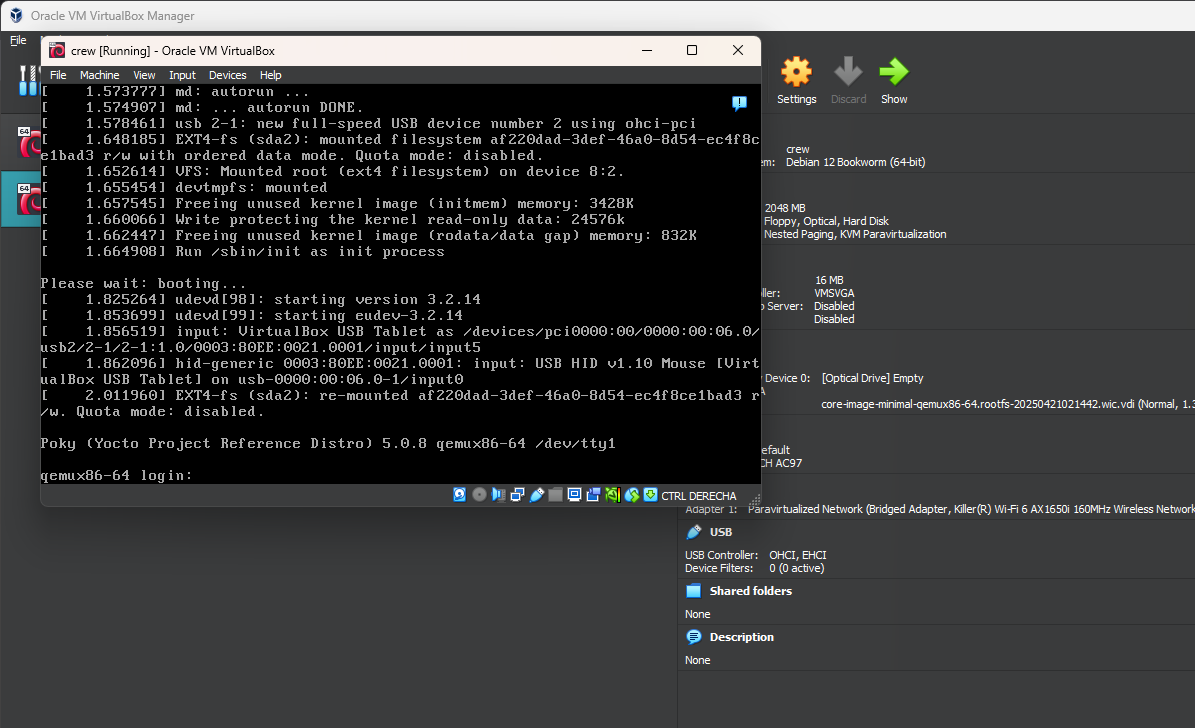 Oracle VM VirtualBox Manager
File
crew [Running] - Oracle VM VirtualBox
File Machine View Input Devices Help
[    1.573777] md: autorun ...
[    1.574907] md: ... autorun DONE.
[    1.578461] usb 2-1: new full-speed USB device number 2 using ohci-pci
[    1.648185] EXT4-fs (sda2): mounted filesystem af220dad-3def-46a0-8d54-ec4f8c
e1bad3 r/w with ordered data mode. Quota mode: disabled.
[    1.652614] VFS: Mounted root (ext4 filesystem) on device 8:2.
[    1.655454] devtmpfs: mounted
[    1.657545] Freeing unused kernel image (initmem) memory: 3428K
[    1.660066] Write protecting the kernel read-only data: 24576k
[    1.662447] Freeing unused kernel image (rodata/data gap) memory: 832K
[    1.664908] Run /sbin/init as init process
Please wait: booting...
[    1.825264] udevd[98]: starting version 3.2.14
[    1.853699] udevd[99]: starting eudev-3.2.14
[    1.856519] input: VirtualBox USB Tablet as /devices/pci0000:00/0000:00:06.0/
usb2/2-1/2-1:1.0/0003:80EE:0021.0001/input/input5
[    1.862096] hid-generic 0003:80EE:0021.0001: input: USB HID v1.10 Mouse [Virt
ualBox USB Tablet] on usb-0000:00:06.0-1/input0
[    2.011960] EXT4-fs (sda2): re-mounted af220dad-3def-46a0-8d54-ec4f8ce1bad3 r
/w. Quota mode: disabled.
Poky (Yocto Project Reference Distro) 5.0.8 qemux86-64 /dev/tty1
qemux86-64 login:
CTRL DERECHA
64
64
Settings Discard Show
crew
em: Debian 12 Bookworm (64-bit)
2048 MB
Floppy, Optical, Hard Disk
Nested Paging, KVM Paravirtualization
16 MB
ller: VMSVGA
p Server: Disabled
Disabled
y Device 0: [Optical Drive] Empty
A
core-image-minimal-qemux86-64.rootfs-20250421021442.wic.vdi (Normal, 1.3
efault
CH AC97
Adapter 1: Paravirtualized Network (Bridged Adapter, Killer(R) Wi-Fi 6 AX1650i 160MHz Wireless Network
USB
USB Controller: OHCI, EHCI
Device Filters: 0 (0 active)
Shared folders
None
Description
None